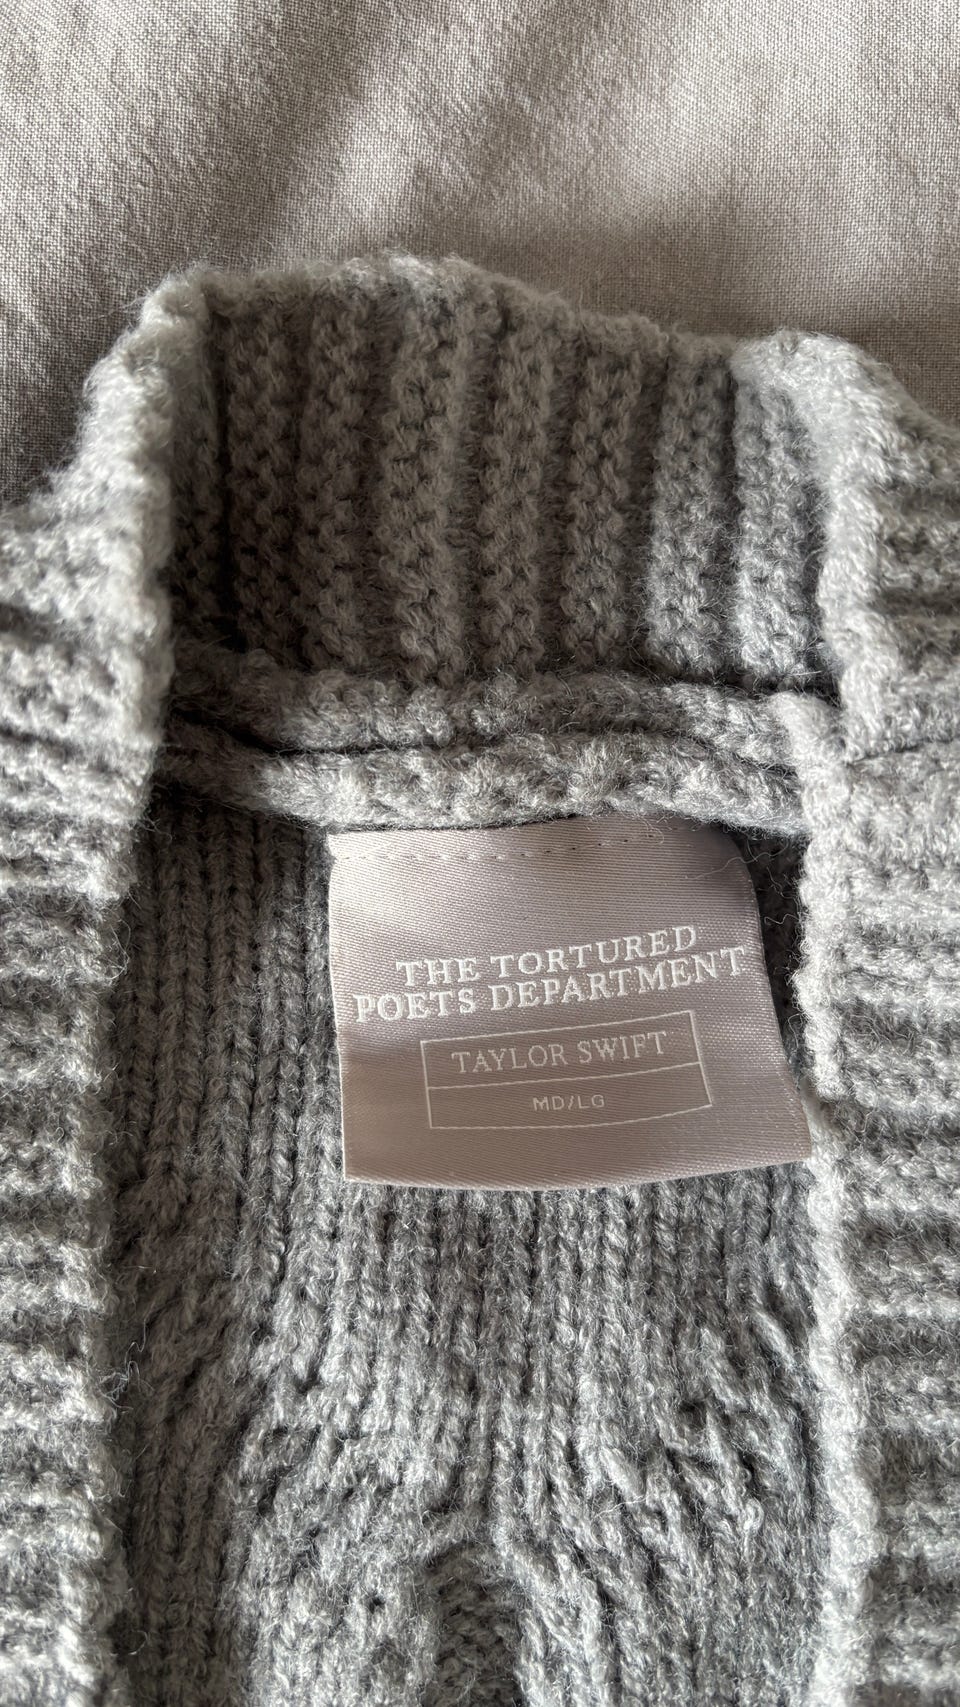 THE TORTURED
POETS DEPARTMENT
TAYLOR SWIFT
MD/LG